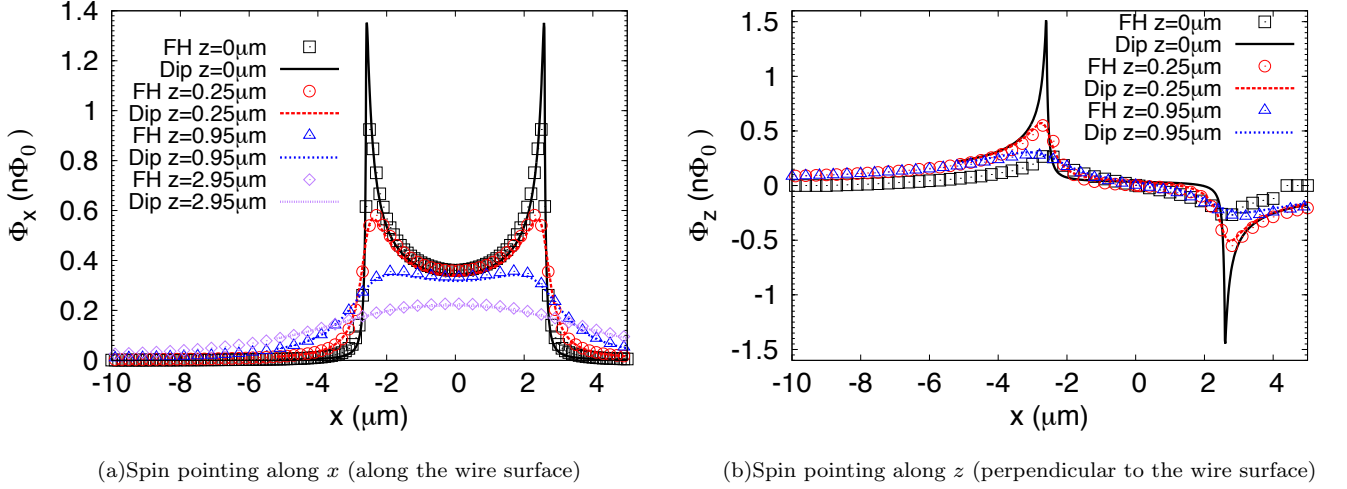 1.4
1.2
1
0.8
0.6
0.4
0.2
0
Φx (nΦ0)
FH z=0μm
Dip z=0μm
FH z=0.25μm
Dip z=0.25μm
FH z=0.95μm
Dip z=0.95μm
FH z=2.95μm
Dip z=2.95μm
-10 -8 -6 -4 -2 0 2 4
x (μm)
(a)Spin pointing along x (along the wire surface)
1.5
1
0.5
0
-0.5
-1
-1.5
Φz (nΦ0)
FH z=0μm
Dip z=0μm
FH z=0.25μm
Dip z=0.25μm
FH z=0.95μm
Dip z=0.95μm
-10 -8 -6 -4 -2 0 2 4
x (μm)
(b)Spin pointing along z (perpendicular to the wire surface)